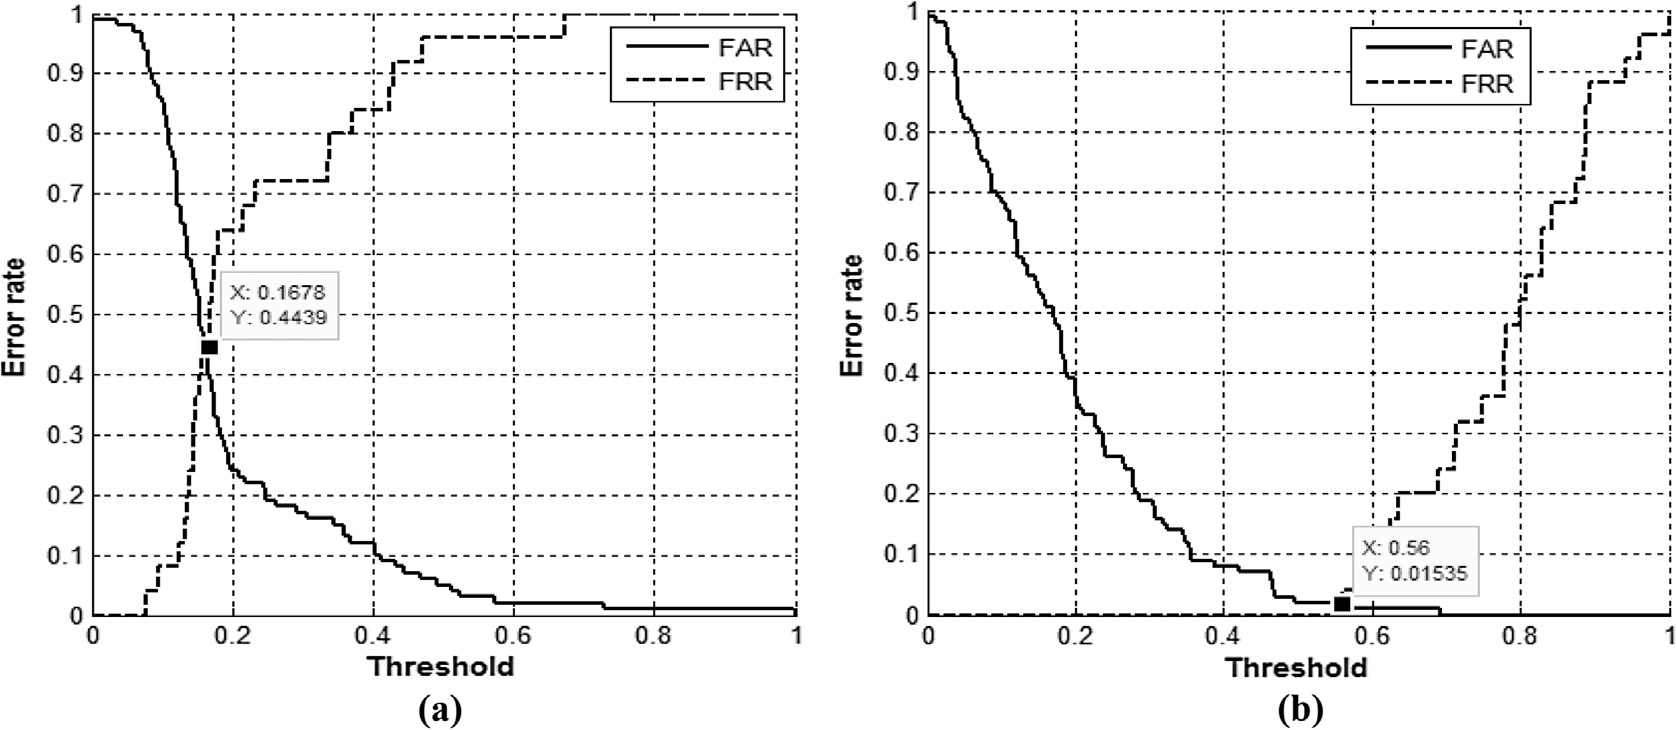 1
0.9
0.8
0.7
0.6
0.5
0.4
0.3
0.2
0.1
0
Error rate
FAR
FRR
X: 0.1678
Y: 0.4439
0 0.2 0.4 0.6 0.8 1
Threshold
(a)
1
0.9
0.8
0.7
0.6
0.5
0.4
0.3
0.2
0.1
0
Error rate
FAR
FRR
X: 0.56
Y: 0.01535
0 0.2 0.4 0.6 0.8 1
Threshold
(b)